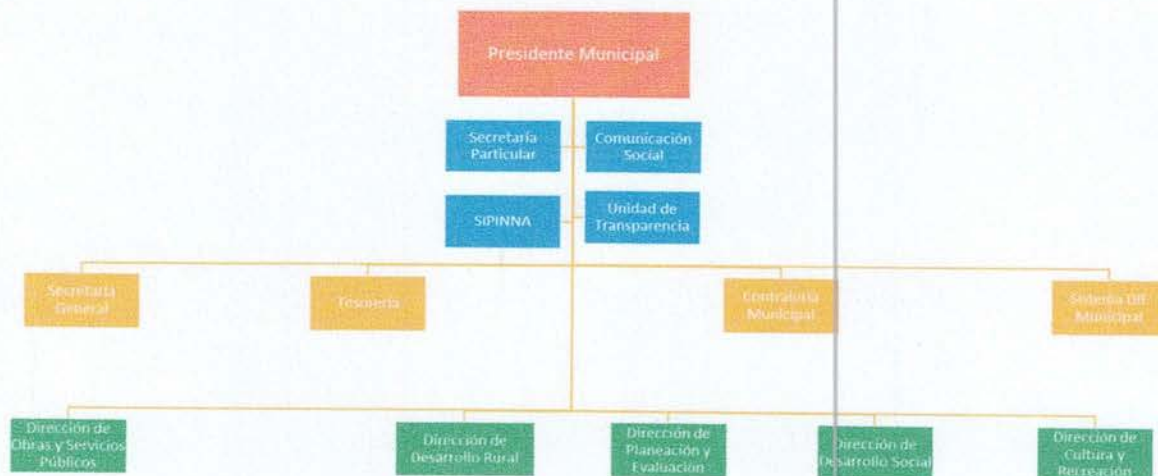 Presidente Municipal
Secretaría
Particular
Comunicación
Social
SIPINNA
Unidad de
Transparencia
Secretaría
General
Tesorería
Contraloría
Municipal
Sistema DIF
Municipal
Dirección de
Obras y Servicios
Públicos
Dirección de
Desarrollo Rural
Dirección de
Planeación y
Evaluación
Dirección de
Desarrollo Social
Dirección de
Cultura y
Recreación